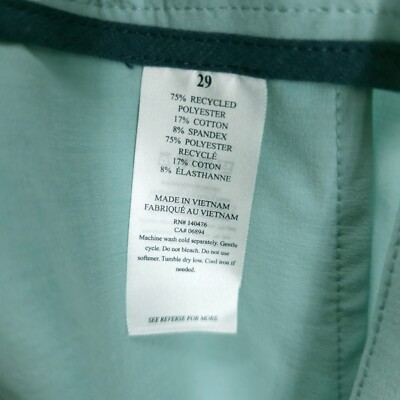 29
75% RECYCLED
POLYESTER
17% COTTON
8% SPANDEX
75% POLYESTER
RECYCLÉ
17% COTON
8% ÉLASTHANNE
MADE IN VIETNAM
FABRIQUÉ AU VIETNAM
RN# 140476
CA# 06894
Machine wash cold separately. Gentle
cycle. Do not bleach. Do not use
softener. Tumble dry low. Cool iron if
needed.
SEE REVERSE FOR MORE